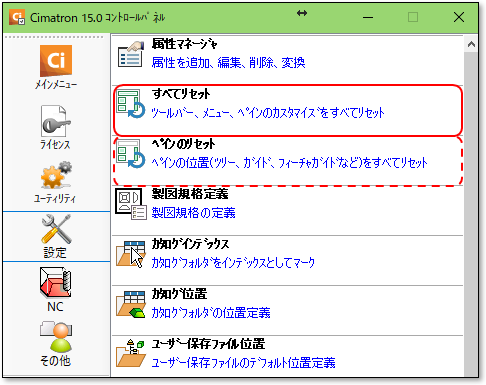 Cimatron 15.0 ｺﾝﾄﾛｰﾙﾊﾟﾈﾙ
Ci
ﾒｲﾝﾒﾆｭｰ
ﾗｲｾﾝｽ
ﾕｰﾃｨﾘﾃｨ
設定
NC
その他
属性ﾏﾈｰｼﾞｬ
属性を追加、編集、削除、変換
すべてﾘｾｯﾄ
ﾂｰﾙﾊﾞｰ、ﾒﾆｭｰ、ﾍﾟｲﾝのｶｽﾀﾏｲｽﾞをすべてﾘｾｯﾄ
ﾍﾟｲﾝのﾘｾｯﾄ
ﾍﾟｲﾝの位置(ﾂﾘｰ、ｶﾞｲﾄﾞ、ﾌｨｰﾁｬｶﾞｲﾄﾞなど)をすべてﾘｾｯﾄ
製図規格定義
製図規格の定義
ｶﾀﾛｸﾞｲﾝﾃﾞｯｸｽ
ｶﾀﾛｸﾞﾌｫﾙﾀﾞをｲﾝﾃﾞｯｸｽとしてﾏｰｸ
ｶﾀﾛｸﾞ位置
ｶﾀﾛｸﾞﾌｫﾙﾀﾞの位置定義
ﾕｰｻﾞｰ保存ﾌｧｲﾙ位置
ﾕｰｻﾞｰ保存ﾌｧｲﾙのﾃﾞﾌｫﾙﾄ位置定義